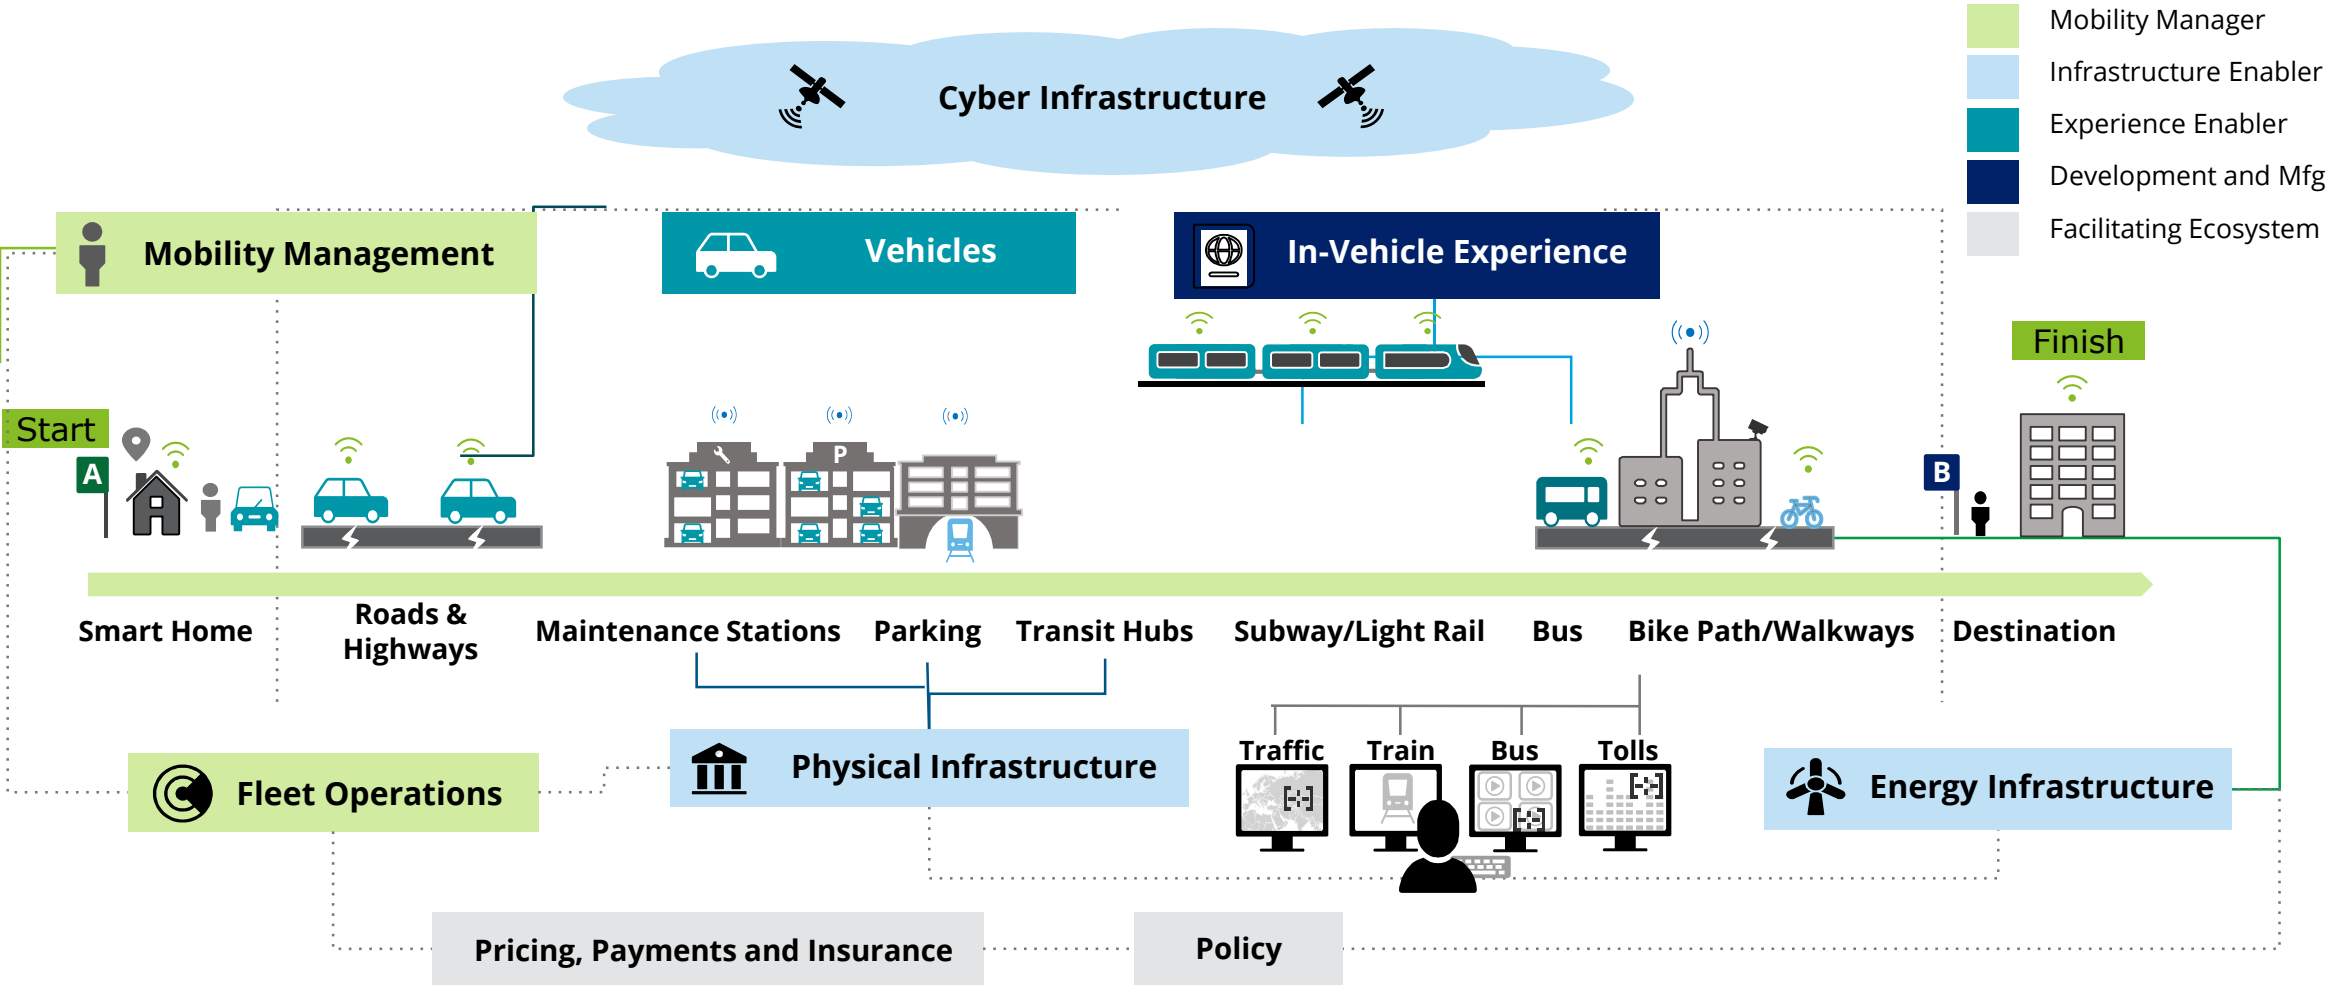 Mobility Manager
Infrastructure Enabler
Experience Enabler
Development and Mfg
Facilitating Ecosystem
Cyber Infrastructure
Mobility Management
Vehicles
In-Vehicle Experience
Start
A
P
B
Finish
Smart Home
Roads &
Highways
Maintenance Stations
Parking
Transit Hubs
Subway/Light Rail
Bus
Bike Path/Walkways
Destination
Traffic
Train
Bus
Tolls
Fleet Operations
Physical Infrastructure
Energy Infrastructure
Pricing, Payments and Insurance
Policy